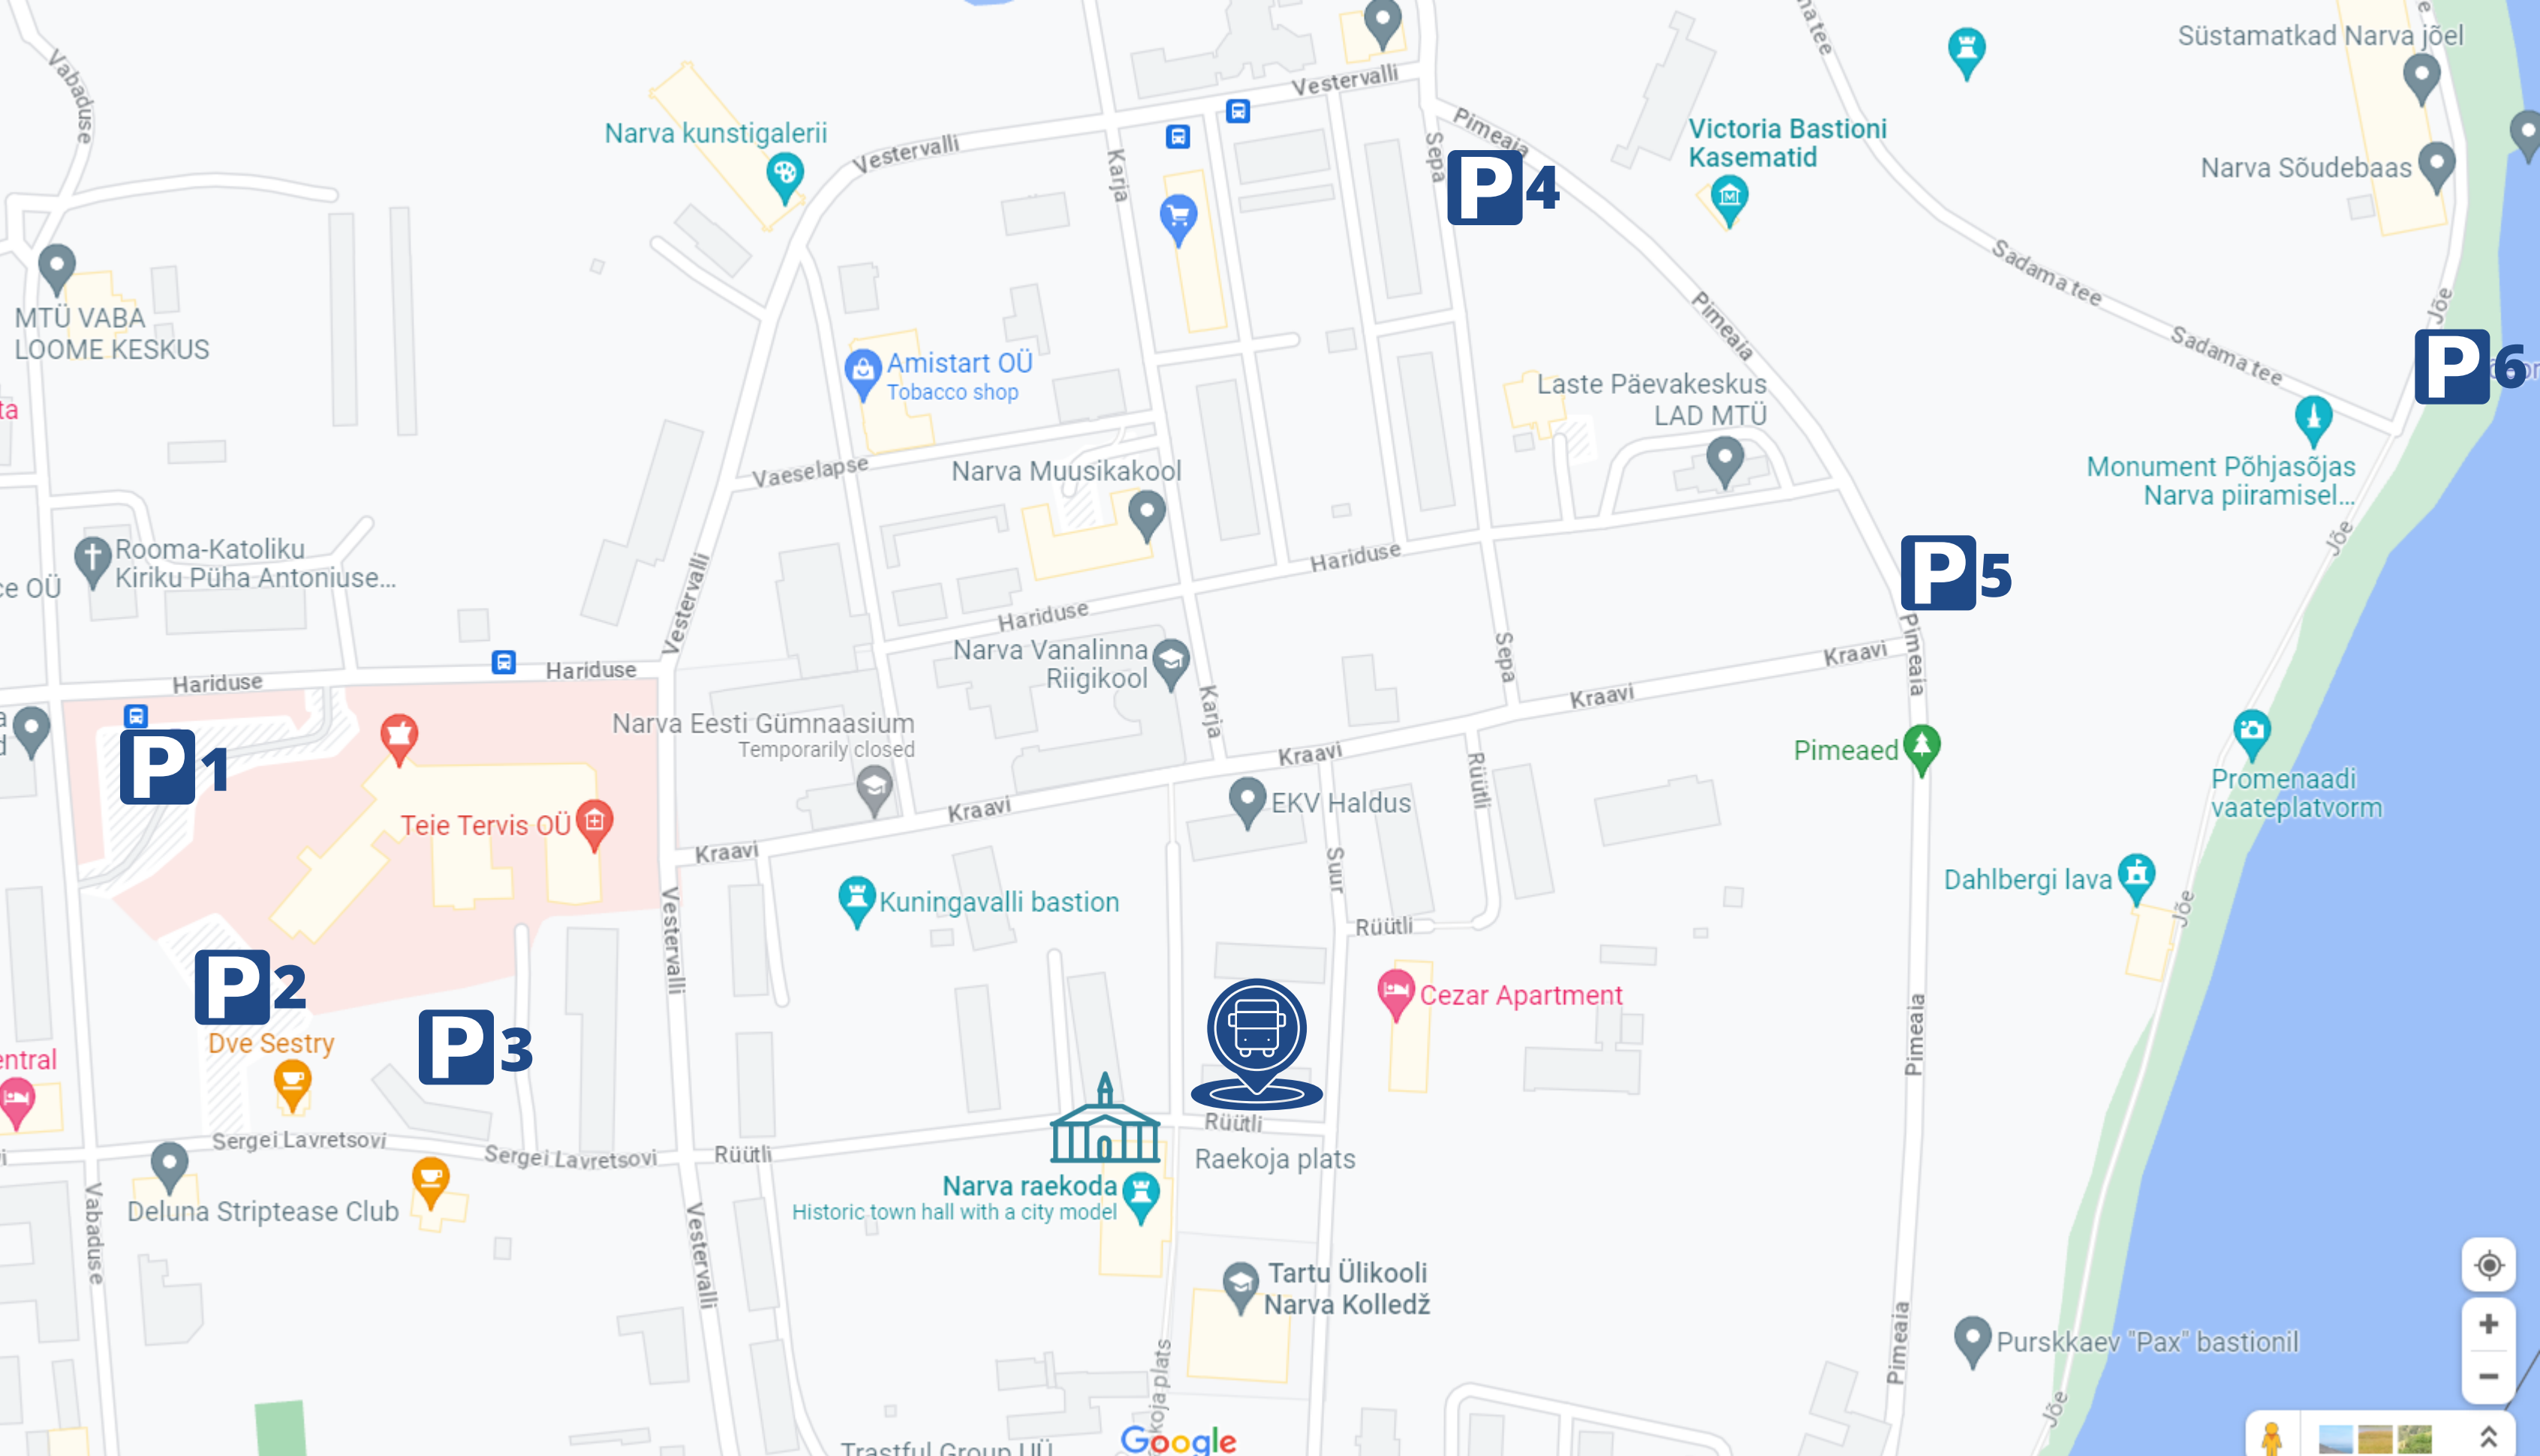 Vabaduse
Narva kunstigalerii
Vestervalli
Vestervalli
Karja
Sepa
Pimeaia
P4
Victoria Bastioni
Kasematid
Süstamatkad Narva jõel
Narva Sõudebaas
Sadama tee
Sadama tee
Jõe
P6
MTÜ VABA
LOOME KESKUS
Amistart OÜ
Tobacco shop
Pimeaia
Laste Päevakeskus
LAD MTÜ
Monument Põhjasõjas
Narva piiramisel...
Vaeselapse
Narva Muusikakool
Rooma-Katoliku
Kiriku Püha Antoniuse...
Vestervalli
Hariduse
Hariduse
Jõe
P5
Narva Vanalinna
Riigikool
Karja
Sepa
Kraavi
Kraavi
Pimeaia
Hariduse
Hariduse
P1
Narva Eesti Gümnaasium
Temporarily closed
Kraavi
Kraavi
Kraavi
Rüütli
Pimeaed
Promenaadi
vaateplatvorm
EKV Haldus
Teie Tervis OÜ
Kuningavalli bastion
Suur
Rüütli
Dahlbergi lava
Jõe
Vestervalli
P2
Dve Sestry
P3
Cezar Apartment
Pimeaia
Sergei Lavretsovi
Sergei Lavretsovi
Rüütli
Rüütli
Raekoja plats
Narva raekoda
Historic town hall with a city model
Deluna Striptease Club
Vabaduse
Vestervalli
Tartu Ülikooli
Narva Kolledž
Pimeaia
Purskkaev "Pax" bastionil
Jõe
Google